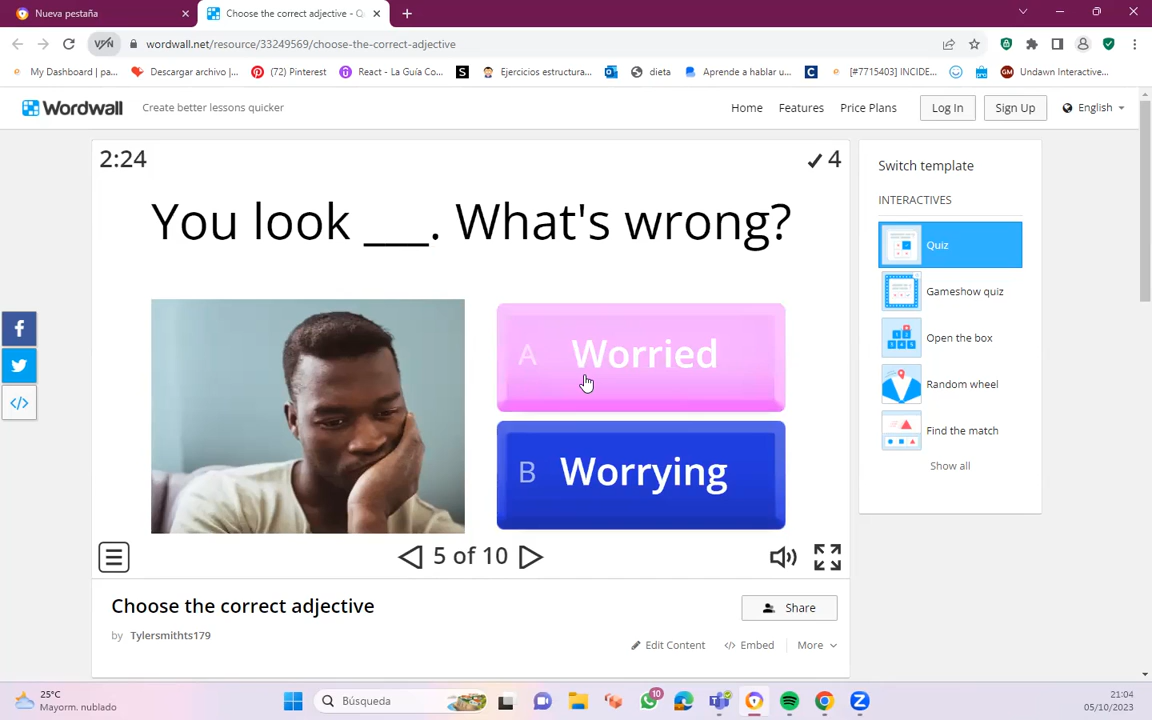 Nueva pestaña
Choose the correct adjective - Q
VPN
wordwall.net/resource/33249569/choose-the-correct-adjective
My Dashboard | pa...
Descargar archivo |...
(72) Pinterest
React - La Guía Co...
S
Ejercicios estructura...
dieta
Aprende a hablar u...
C
[#7715403] INCIDE...
GM
Undawn Interactive...
Wordwall
Create better lessons quicker
Home
Features
Price Plans
Log In
Sign Up
English
2:24
4
You look ___. What's wrong?
A Worried
B Worrying
5 of 10
Switch template
INTERACTIVES
Quiz
Gameshow quiz
Open the box
Random wheel
Find the match
Show all
Choose the correct adjective
by Tylersmithts179
Share
Edit Content
Embed
More
25°C
Mayorm. nublado
Búsqueda
10
21:04
05/10/2023